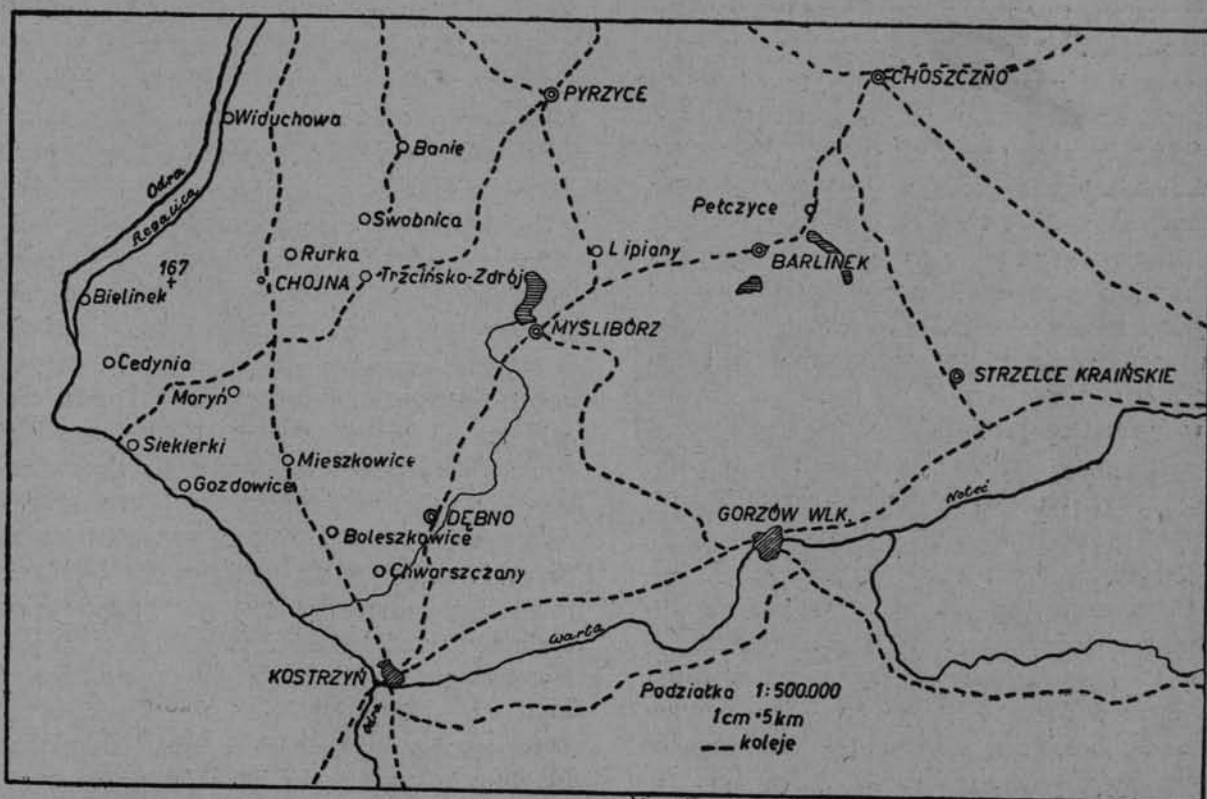 CHOSZCZNO
PYRZYCE
Widuchowa
Banie
Odra
Regalica
Pełczyce
Swobnica
Rurka
Lipiany
BARLINEK
167
CHOJNA
Trzcińsko-Zdrój
Bielinek
MYŚLIBÓRZ
Cedynia
STRZELCE KRAIŃSKIE
Moryń
Siekierki
Mieszkowice
Gozdowice
Noteć
DĘBNO
GORZÓW WLK.
Boleszkowice
Chwarszczany
Warta
KOSTRZYŃ
Odra
Podziałka 1:500.000
1cm = 5km
koleje